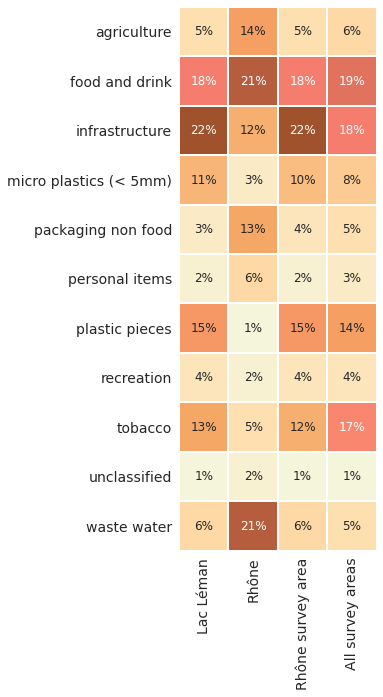 agriculture 5% 14% 5% 6%
food and drink 18% 21% 18% 19%
infrastructure 22% 12% 22% 18%
micro plastics (< 5mm) 11% 3% 10% 8%
packaging non food 3% 13% 4% 5%
personal items 2% 6% 2% 3%
plastic pieces 15% 1% 15% 14%
recreation 4% 2% 4% 4%
tobacco 13% 5% 12% 17%
unclassified 1% 2% 1% 1%
waste water 6% 21% 6% 5%
Lac Léman
Rhône
Rhône survey area
All survey areas